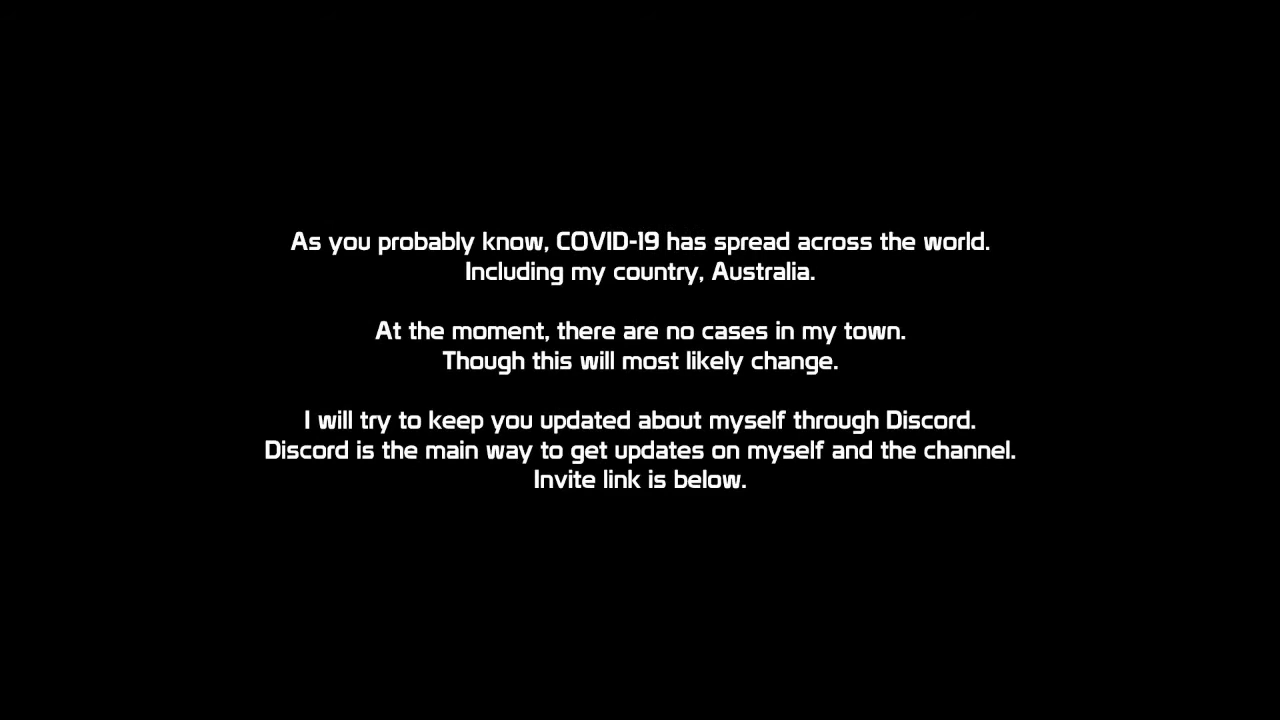 As you probably know, COVID-19 has spread across the world.
Including my country, Australia.
At the moment, there are no cases in my town.
Though this will most likely change.
I will try to keep you updated about myself through Discord.
Discord is the main way to get updates on myself and the channel.
Invite link is below.